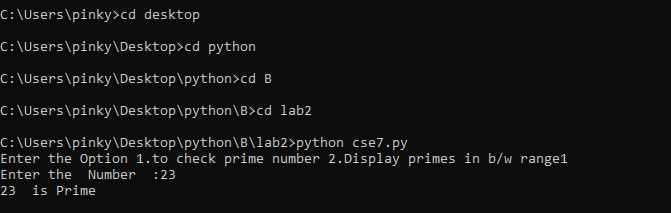 C:\Users\pinky>cd desktop
C:\Users\pinky\Desktop>cd python
C:\Users\pinky\Desktop\python>cd B
C:\Users\pinky\Desktop\python\B>cd lab2
C:\Users\pinky\Desktop\python\B\lab2>python cse7.py
Enter the Option 1.to check prime number 2.Display primes in b/w range1
Enter the  Number  :23
23  is Prime